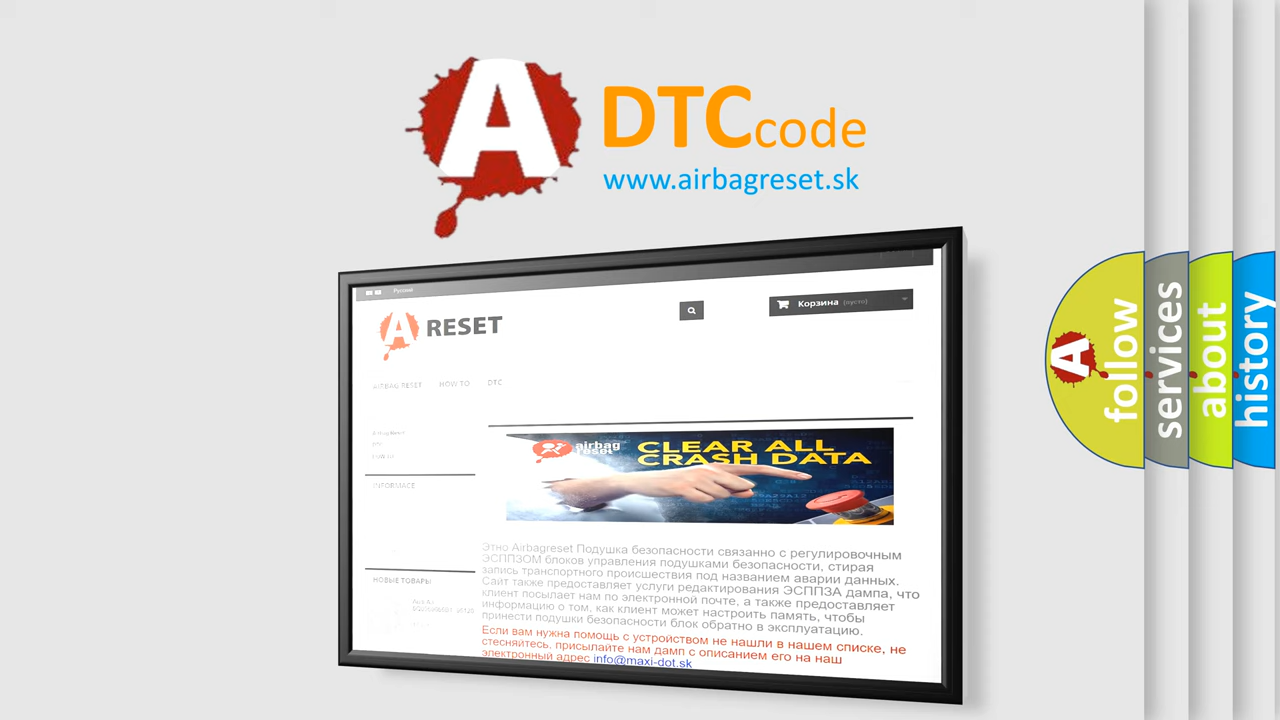 A
DTCcode
www.airbagreset.sk
Русский
Корзина (пусто)
A RESET
AIRBAG RESET HOW TO DTC
INFORMACE
airbag
reset
CLEAR ALL
CRASH DATA
Этно Airbagreset Подушка безопасности связанно с регулировочным
ЭСППЗОМ блоков управления подушками безопасности, стирая
запись транспортного происшествия под названием аварии данных.
Сайт также предоставляет услуги редактирования ЭСППЗА дампа, что
клиент посылает нам по электронной почте, а также предоставляет
информацию о том, как клиент может настроить память, чтобы
принести подушки безопасности блок обратно в эксплуатацию.
Если вам нужна помощь с устройством не нашли в нашем списке, не
стесняйтесь, присылайте нам дамп с описанием его на наш
электронный адрес info@maxi-dot.sk
НОВЫЕ ТОВАРЫ
A
follow
services
about
history